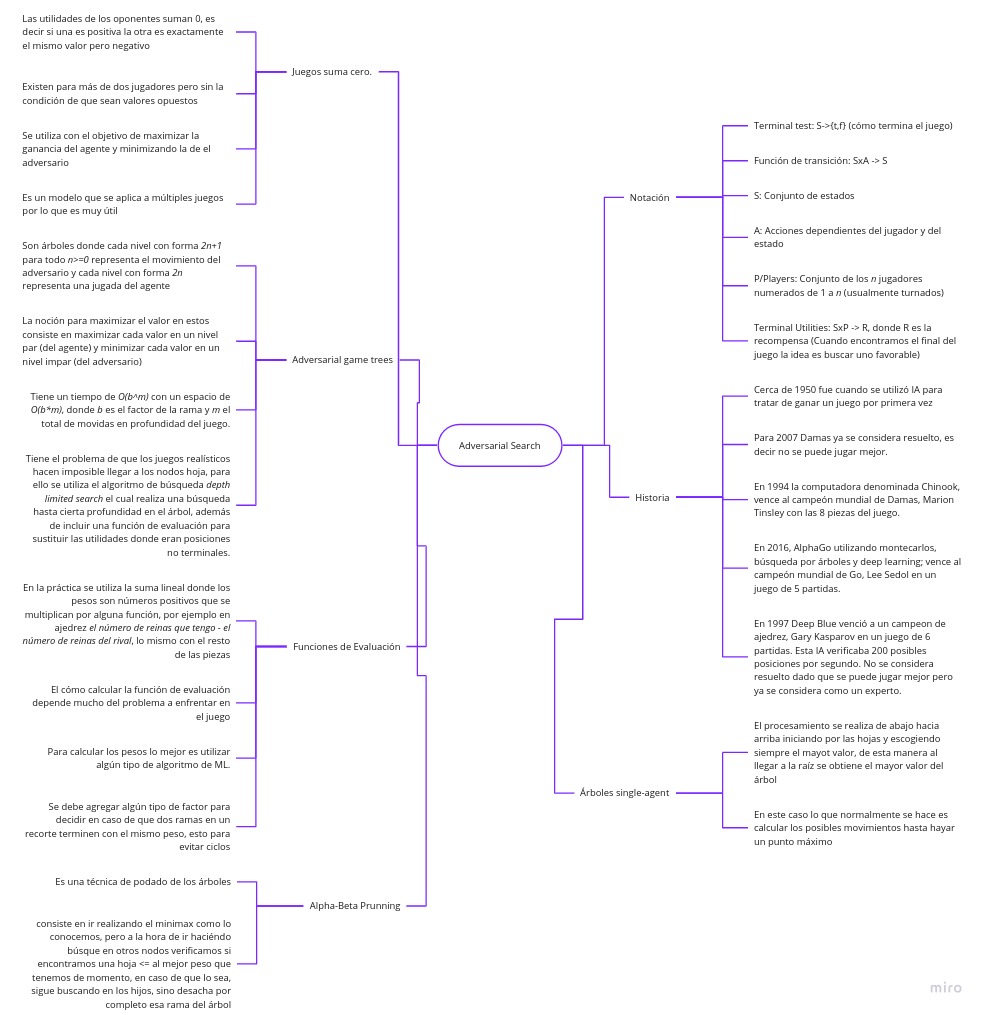 Adversarial Search
Juegos suma cero.
Las utilidades de los oponentes suman 0, es
decir si una es positiva la otra es exactamente
el mismo valor pero negativo
Existen para más de dos jugadores pero sin la
condición de que sean valores opuestos
Se utiliza con el objetivo de maximizar la
ganancia del agente y minimizando la de el
adversario
Es un modelo que se aplica a múltiples juegos
por lo que es muy útil
Adversarial game trees
Son árboles donde cada nivel con forma 2n+1
para todo n>=0 representa el movimiento del
adversario y cada nivel con forma 2n
representa una jugada del agente
La noción para maximizar el valor en estos
consiste en maximizar cada valor en un nivel
par (del agente) y minimizar cada valor en un
nivel impar (del adversario)
Tiene un tiempo de O(b^m) con un espacio de
O(b*m), donde b es el factor de la rama y m el
total de movidas en profundidad del juego.
Tiene el problema de que los juegos realísticos
hacen imposible llegar a los nodos hoja, para
ello se utiliza el algoritmo de búsqueda depth
limited search el cual realiza una búsqueda
hasta cierta profundidad en el árbol, además
de incluir una función de evaluación para
sustituir las utilidades donde eran posiciones
no terminales.
Funciones de Evaluación
En la práctica se utiliza la suma lineal donde los
pesos son números positivos que se
multiplican por alguna función, por ejemplo en
ajedrez el número de reinas que tengo - el
número de reinas del rival, lo mismo con el resto
de las piezas
El cómo calcular la función de evaluación
depende mucho del problema a enfrentar en
el juego
Para calcular los pesos lo mejor es utilizar
algún tipo de algoritmo de ML.
Se debe agregar algún tipo de factor para
decidir en caso de que dos ramas en un
recorte terminen con el mismo peso, esto para
evitar ciclos
Alpha-Beta Prunning
Es una técnica de podado de los árboles
consiste en ir realizando el minimax como lo
conocemos, pero a la hora de ir haciéndo
búsque en otros nodos verificamos si
encontramos una hoja <= al mejor peso que
tenemos de momento, en caso de que lo sea,
sigue buscando en los hijos, sino desacha por
completo esa rama del árbol
Notación
Terminal test: S->{t,f} (cómo termina el juego)
Función de transición: SxA -> S
S: Conjunto de estados
A: Acciones dependientes del jugador y del
estado
P/Players: Conjunto de los n jugadores
numerados de 1 a n (usualmente turnados)
Terminal Utilities: SxP -> R, donde R es la
recompensa (Cuando encontramos el final del
juego la idea es buscar uno favorable)
Historia
Cerca de 1950 fue cuando se utilizó IA para
tratar de ganar un juego por primera vez
Para 2007 Damas ya se considera resuelto, es
decir no se puede jugar mejor.
En 1994 la computadora denominada Chinook,
vence al campeón mundial de Damas, Marion
Tinsley con las 8 piezas del juego.
En 2016, AlphaGo utilizando montecarlos,
búsqueda por árboles y deep learning; vence al
campeón mundial de Go, Lee Sedol en un
juego de 5 partidas.
En 1997 Deep Blue venció a un campeon de
ajedrez, Gary Kasparov en un juego de 6
partidas. Esta IA verificaba 200 posibles
posiciones por segundo. No se considera
resuelto dado que se puede jugar mejor pero
ya se considera como un experto.
Árboles single-agent
El procesamiento se realiza de abajo hacia
arriba iniciando por las hojas y escogiendo
siempre el mayot valor, de esta manera al
llegar a la raíz se obtiene el mayor valor del
árbol
En este caso lo que normalmente se hace es
calcular los posibles movimientos hasta hayar
un punto máximo
miro